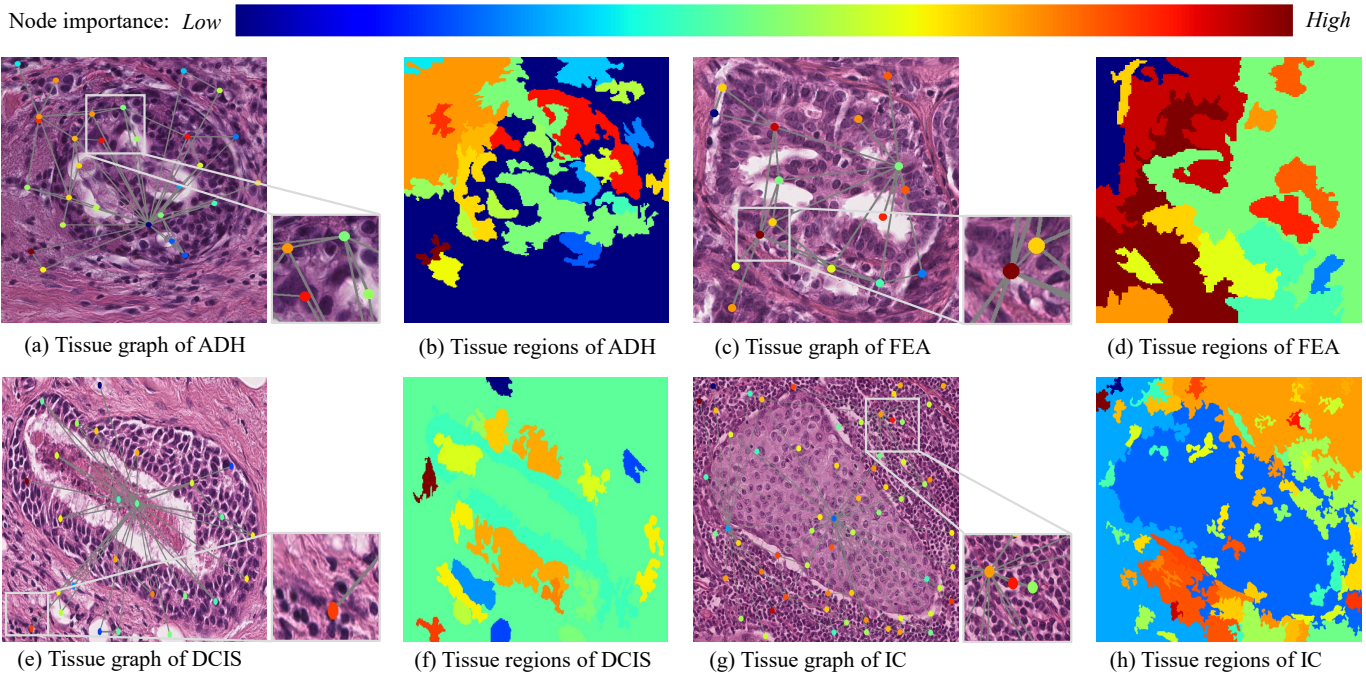 Node importance: Low High
(a) Tissue graph of ADH (b) Tissue regions of ADH (c) Tissue graph of FEA (d) Tissue regions of FEA
(e) Tissue graph of DCIS (f) Tissue regions of DCIS (g) Tissue graph of IC (h) Tissue regions of IC